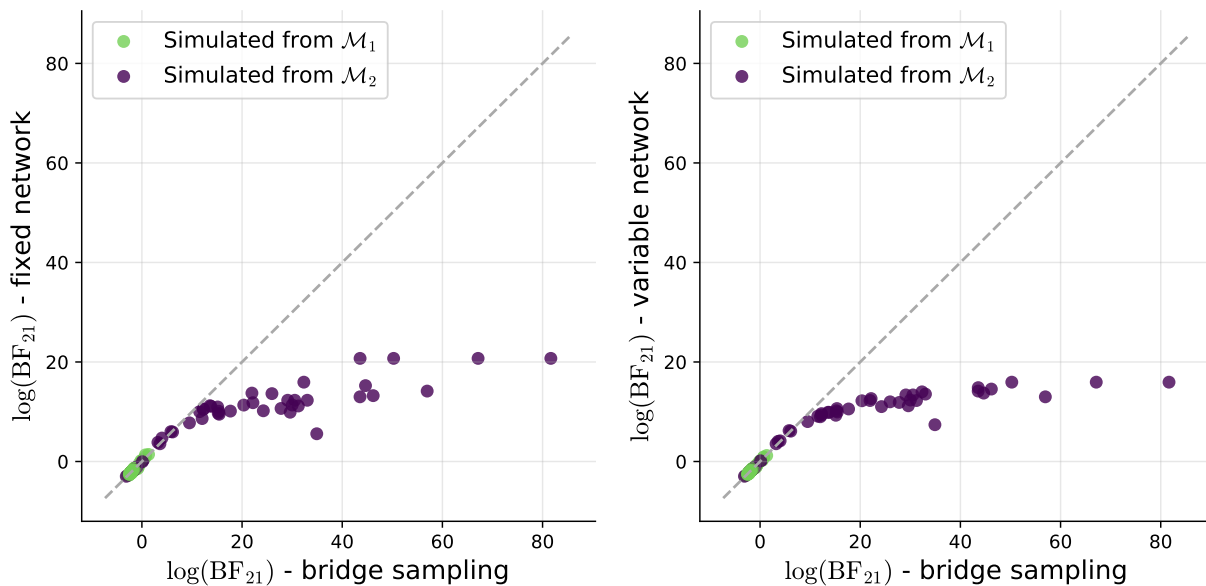 log(BF₂₁) - fixed network
80
60
40
20
0
Simulated from ℳ₁
Simulated from ℳ₂
0 20 40 60 80
log(BF₂₁) - bridge sampling
log(BF₂₁) - variable network
80
60
40
20
0
Simulated from ℳ₁
Simulated from ℳ₂
0 20 40 60 80
log(BF₂₁) - bridge sampling